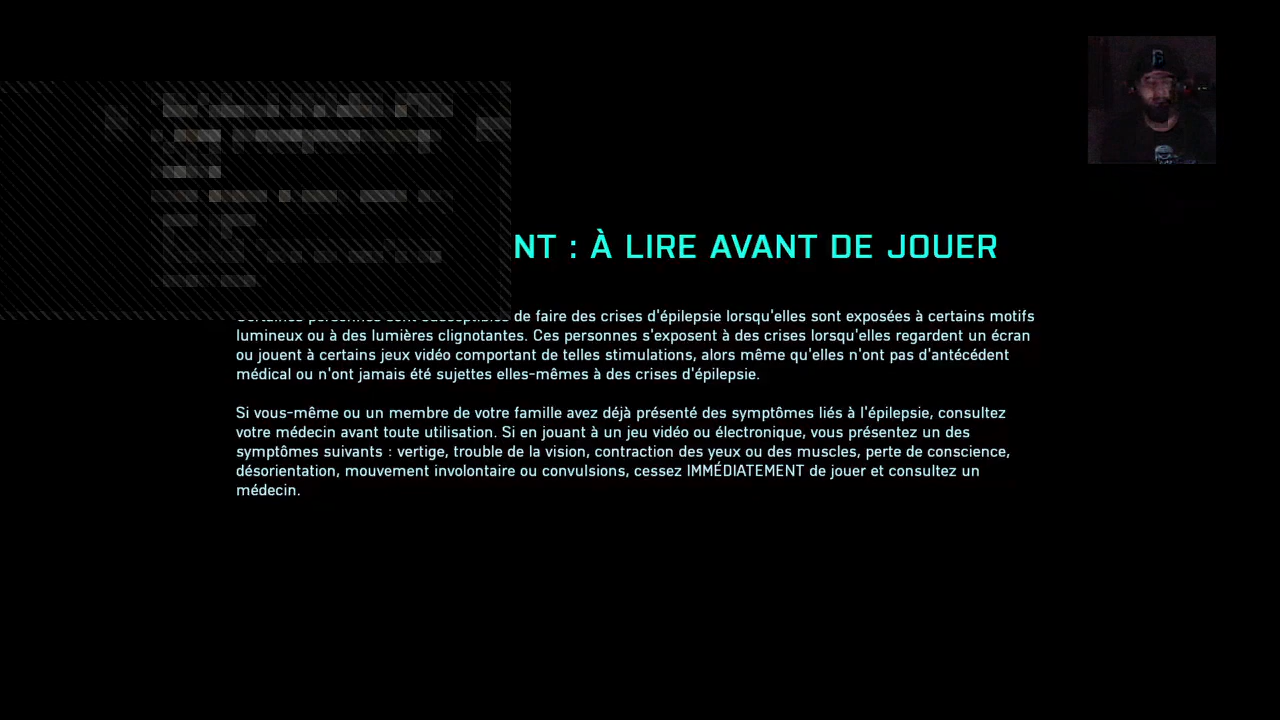 NT : À LIRE AVANT DE JOUER
Certaines personnes sont susceptibles de faire des crises d'épilepsie lorsqu'elles sont exposées à certains motifs
lumineux ou à des lumières clignotantes. Ces personnes s'exposent à des crises lorsqu'elles regardent un écran
ou jouent à certains jeux vidéo comportant de telles stimulations, alors même qu'elles n'ont pas d'antécédent
médical ou n'ont jamais été sujettes elles-mêmes à des crises d'épilepsie.
Si vous-même ou un membre de votre famille avez déjà présenté des symptômes liés à l'épilepsie, consultez
votre médecin avant toute utilisation. Si en jouant à un jeu vidéo ou électronique, vous présentez un des
symptômes suivants : vertige, trouble de la vision, contraction des yeux ou des muscles, perte de conscience,
désorientation, mouvement involontaire ou convulsions, cessez IMMÉDIATEMENT de jouer et consultez un
médecin.